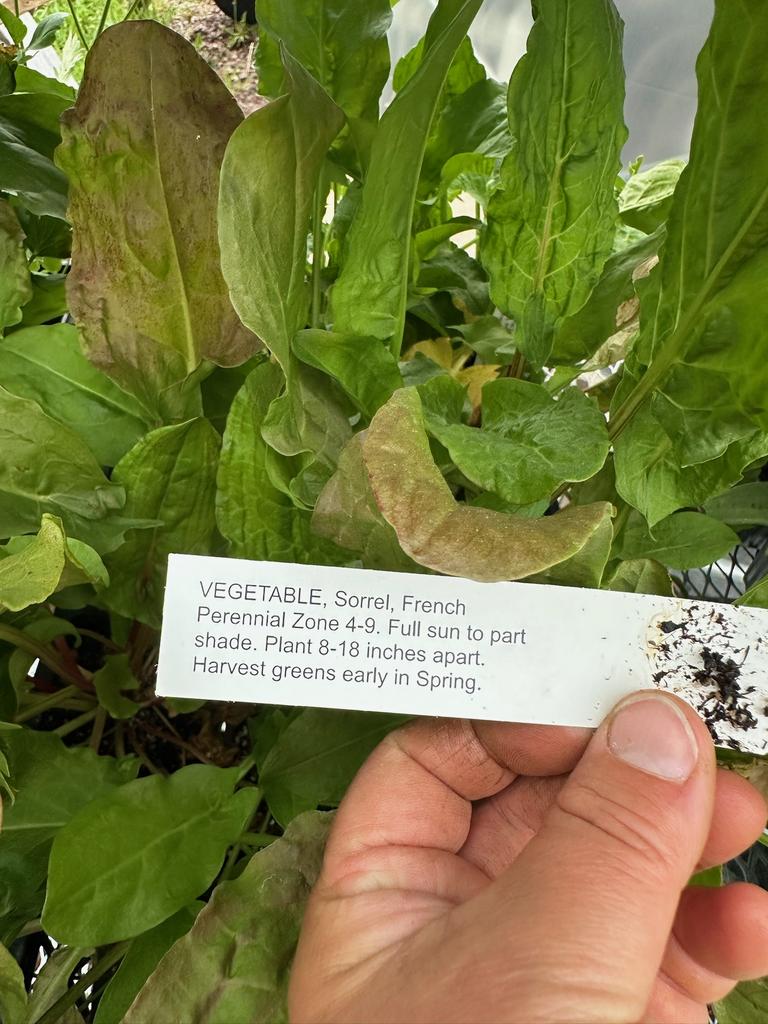 VEGETABLE, Sorrel, French
Perennial Zone 4-9. Full sun to part
shade. Plant 8-18 inches apart.
Harvest greens early in Spring.